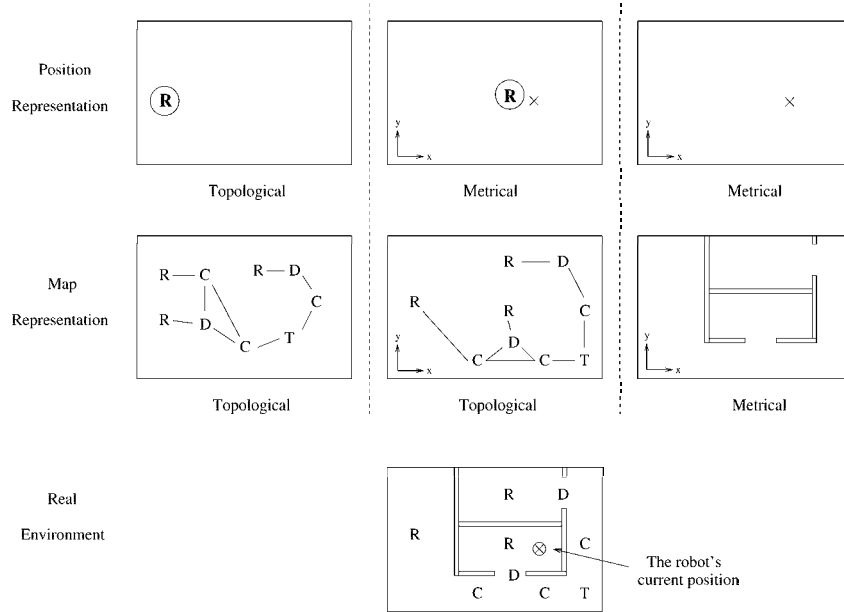 Position
Representation
R
R
y
x
y
x
Topological
Metrical
Metrical
Map
Representation
R C R D
R D C
C T
R D
R R C
D
C C T
y
x
y
x
Topological
Topological
Metrical
Real
Environment
R D
R R C
D
C C T
The robot's
current position